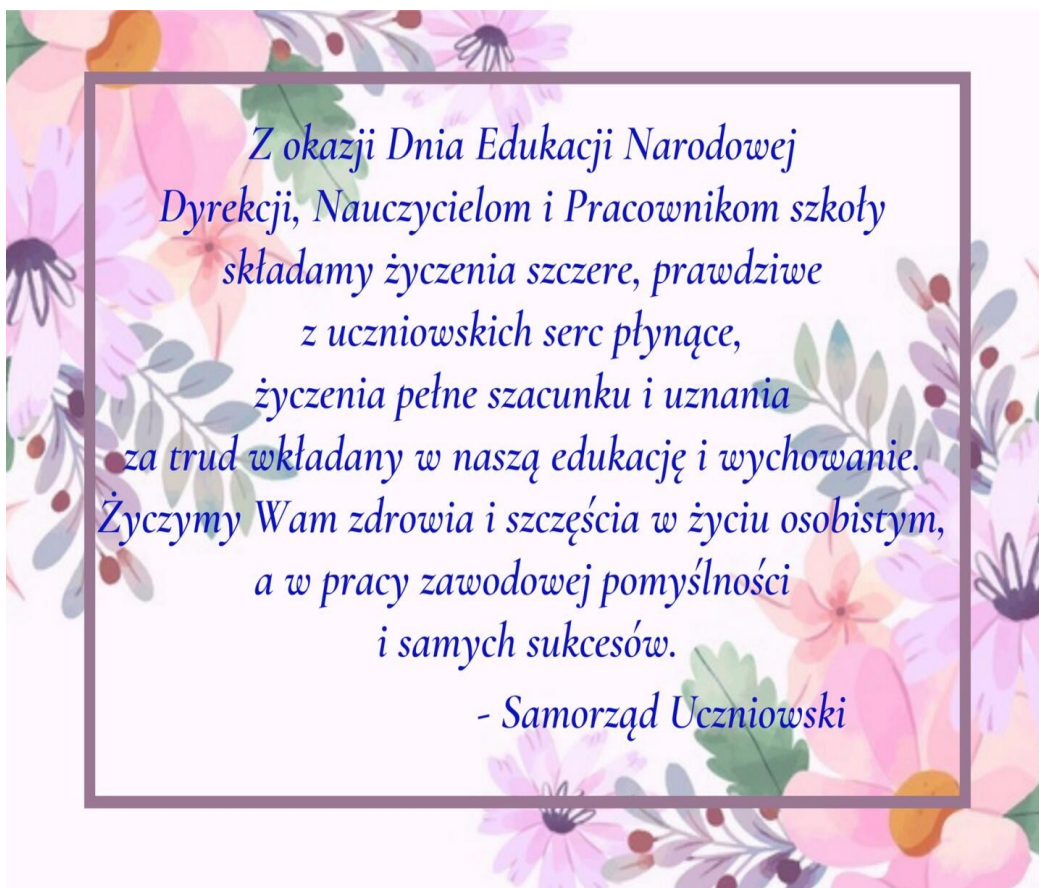 Z okazji Dnia Edukacji Narodowej
Dyrekcji, Nauczycielom i Pracownikom szkoły
składamy życzenia szczere, prawdziwe
z uczniowskich serc płynące,
życzenia pełne szacunku i uznania
za trud wkładany w naszą edukację i wychowanie.
Życzymy Wam zdrowia i szczęścia w życiu osobistym,
a w pracy zawodowej pomyślności
i samych sukcesów.
- Samorząd Uczniowski